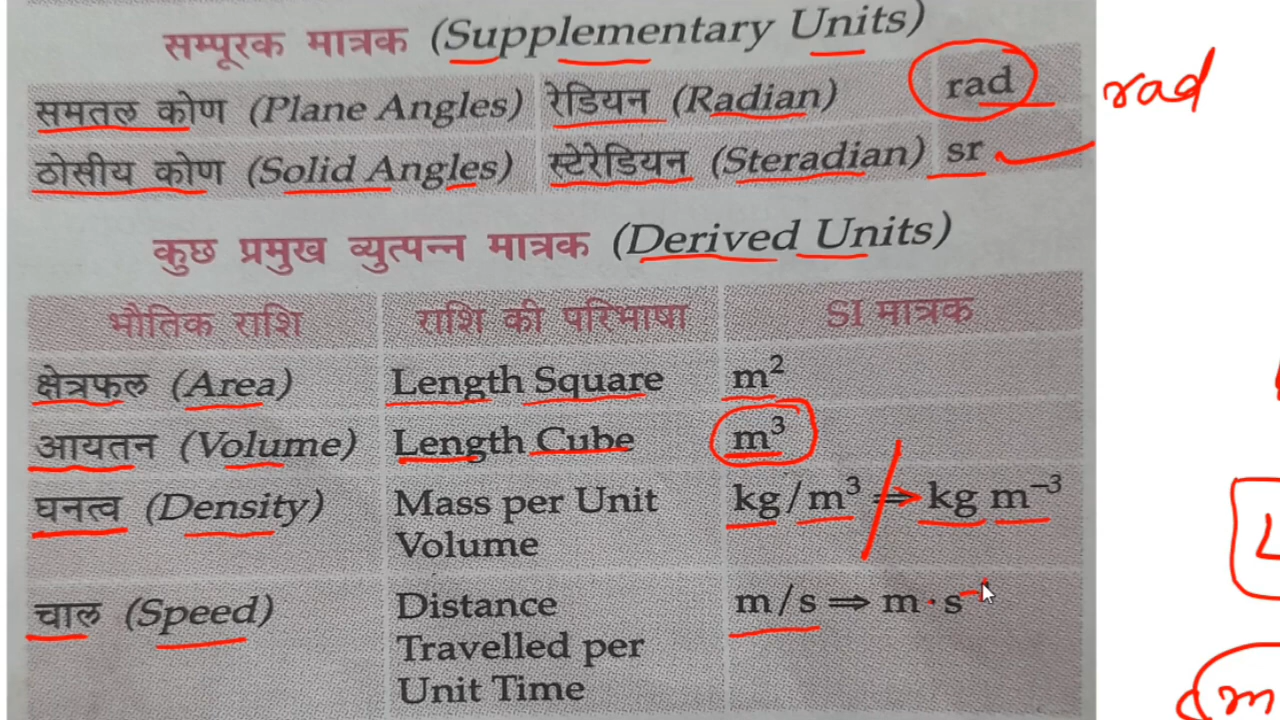 सम्पूरक मात्रक (Supplementary Units)
समतल कोण (Plane Angles) रेडियन (Radian) rad rad
ठोसीय कोण (Solid Angles) स्टेरेडियन (Steradian) sr
कुछ प्रमुख व्युत्पन्न मात्रक (Derived Units)
भौतिक राशि राशि की परिभाषा SI मात्रक
क्षेत्रफल (Area) Length Square m²
आयतन (Volume) Length Cube m³
घनत्व (Density) Mass per Unit kg/m³ ⇒ kg m⁻³
Volume
चाल (Speed) Distance m/s ⇒ m·s
Travelled per
Unit Time
m